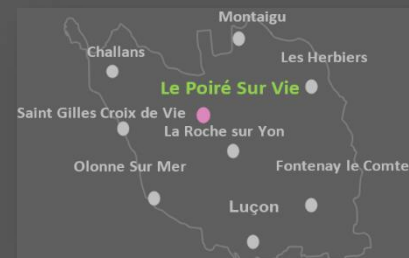 Montaigu
Challans
Les Herbiers
Le Poiré Sur Vie
Saint Gilles Croix de Vie
La Roche sur Yon
Olonne Sur Mer
Fontenay le Comte
Luçon